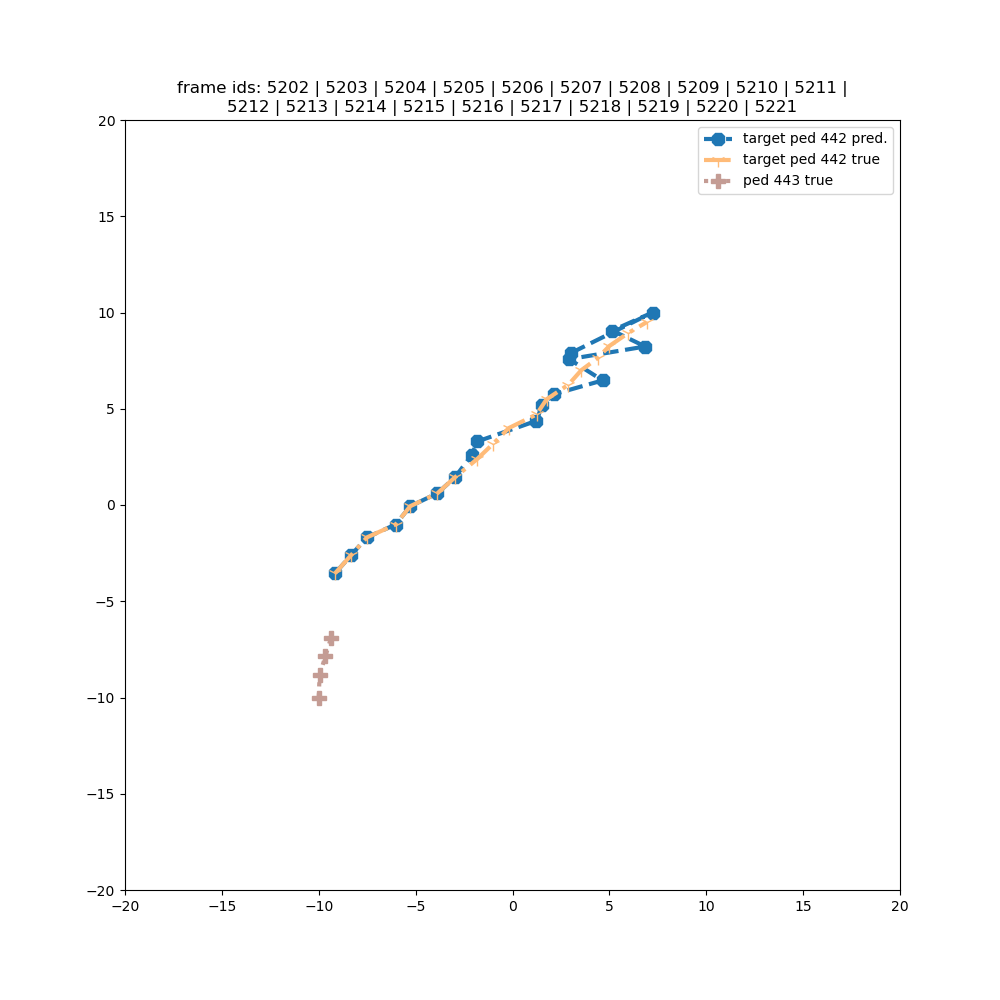 frame ids: 5202 | 5203 | 5204 | 5205 | 5206 | 5207 | 5208 | 5209 | 5210 | 5211 |
5212 | 5213 | 5214 | 5215 | 5216 | 5217 | 5218 | 5219 | 5220 | 5221
target ped 442 pred.
target ped 442 true
ped 443 true
20
15
10
5
0
−5
−10
−15
−20
−20 −15 −10 −5 0 5 10 15 20